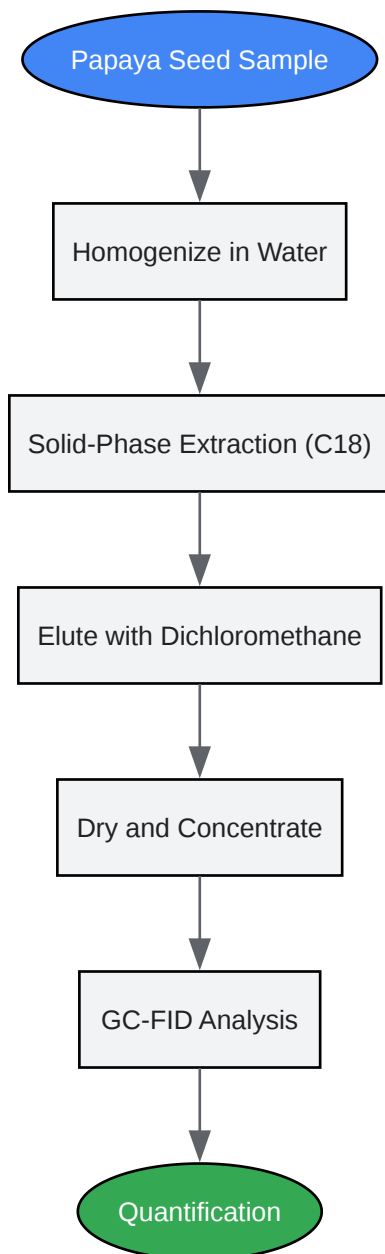 Papaya Seed Sample
Homogenize in Water
Solid-Phase Extraction (C18)
Elute with Dichloromethane
Dry and Concentrate
GC-FID Analysis
Quantification